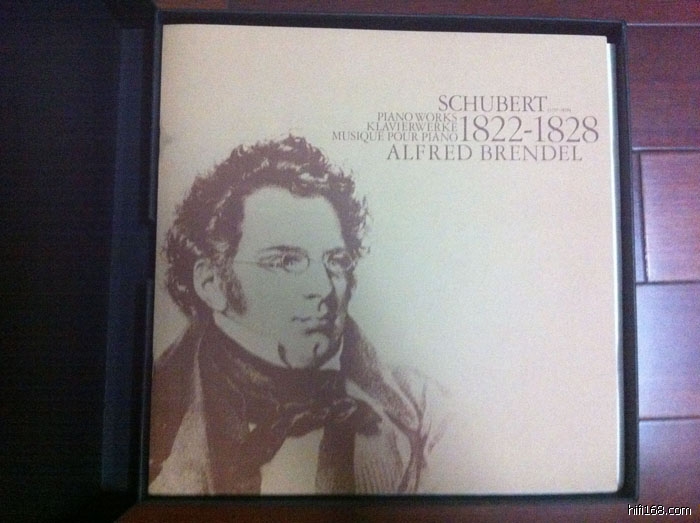 SCHUBERT
PIANO WORKS
KLAVIERWERKE
MUSIQUE POUR PIANO
1822-1828
ALFRED BRENDEL
hifi168.com